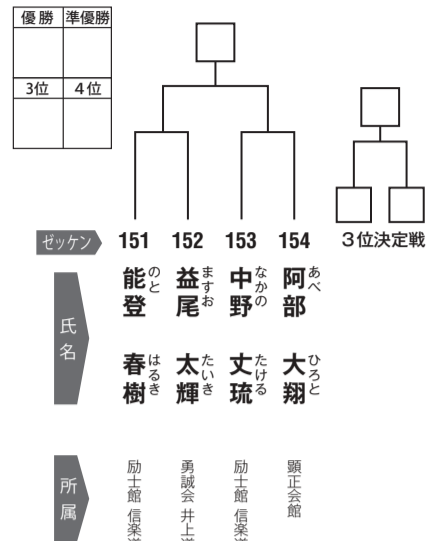 優勝 準優勝
3位 4位
3位決定戦
ゼッケン 151 152 153 154
氏名
能登 春樹
のと はるき
益尾 太輝
ますお たいき
中野 丈琉
なかの たける
阿部 大翔
あべ ひろと
所属
励士館 信楽
勇誠会 井上
励士館 信楽
顕正会館